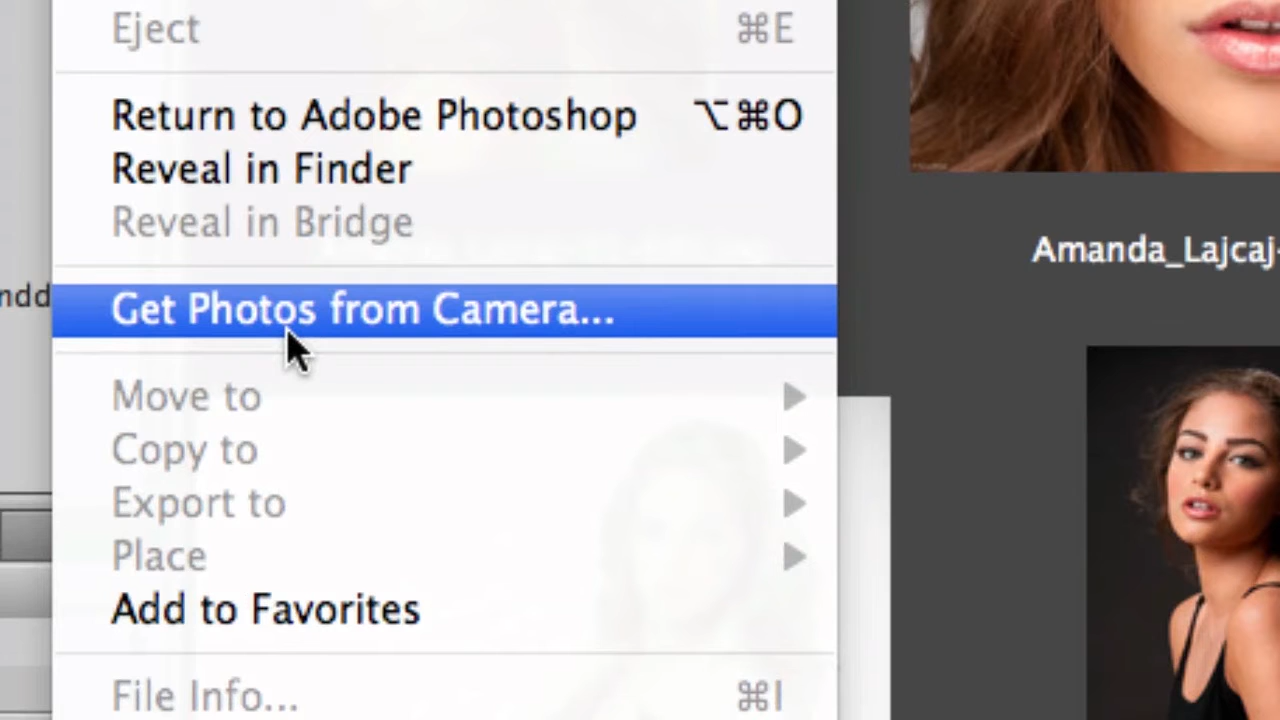 Eject ⌘E
Return to Adobe Photoshop ⌥⌘O
Reveal in Finder
Reveal in Bridge
Amanda_Lajcaj-
ndd
Get Photos from Camera...
Move to
Copy to
Export to
Place
Add to Favorites
File Info... ⌘I